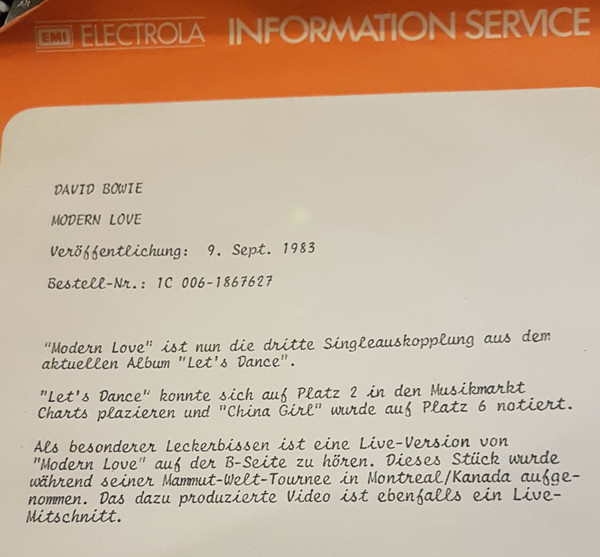 EMI ELECTROLA INFORMATION SERVICE
DAVID BOWIE
MODERN LOVE
Veröffentlichung: 9. Sept. 1983
Bestell-Nr.: 1C 006-1867627
"Modern Love" ist nun die dritte Singleauskopplung aus dem
aktuellen Album "Let's Dance".
"Let's Dance" konnte sich auf Platz 2 in den Musikmarkt
Charts plazieren und "China Girl" wurde auf Platz 6 notiert.
Als besonderer Leckerbissen ist eine Live-Version von
"Modern Love" auf der B-Seite zu hören. Dieses Stück wurde
während seiner Mammut-Welt-Tournee in Montreal/Kanada aufge-
nommen. Das dazu produzierte Video ist ebenfalls ein Live-
Mitschnitt.